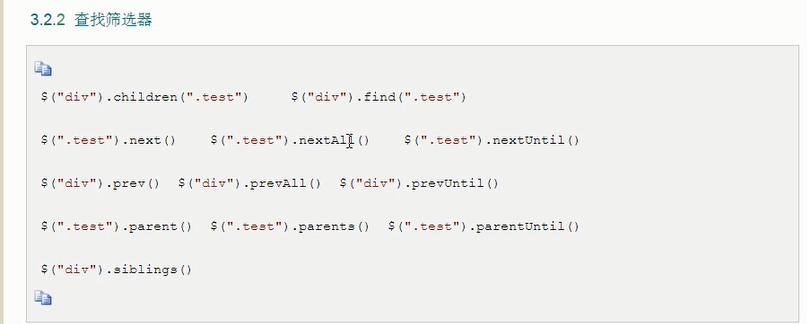 3.2.2 查找筛选器
$("div").children(".test") $("div").find(".test")
$(".test").next() $(".test").nextAll() $(".test").nextUntil()
$("div").prev() $("div").prevAll() $("div").prevUntil()
$(".test").parent() $(".test").parents() $(".test").parentUntil()
$("div").siblings()